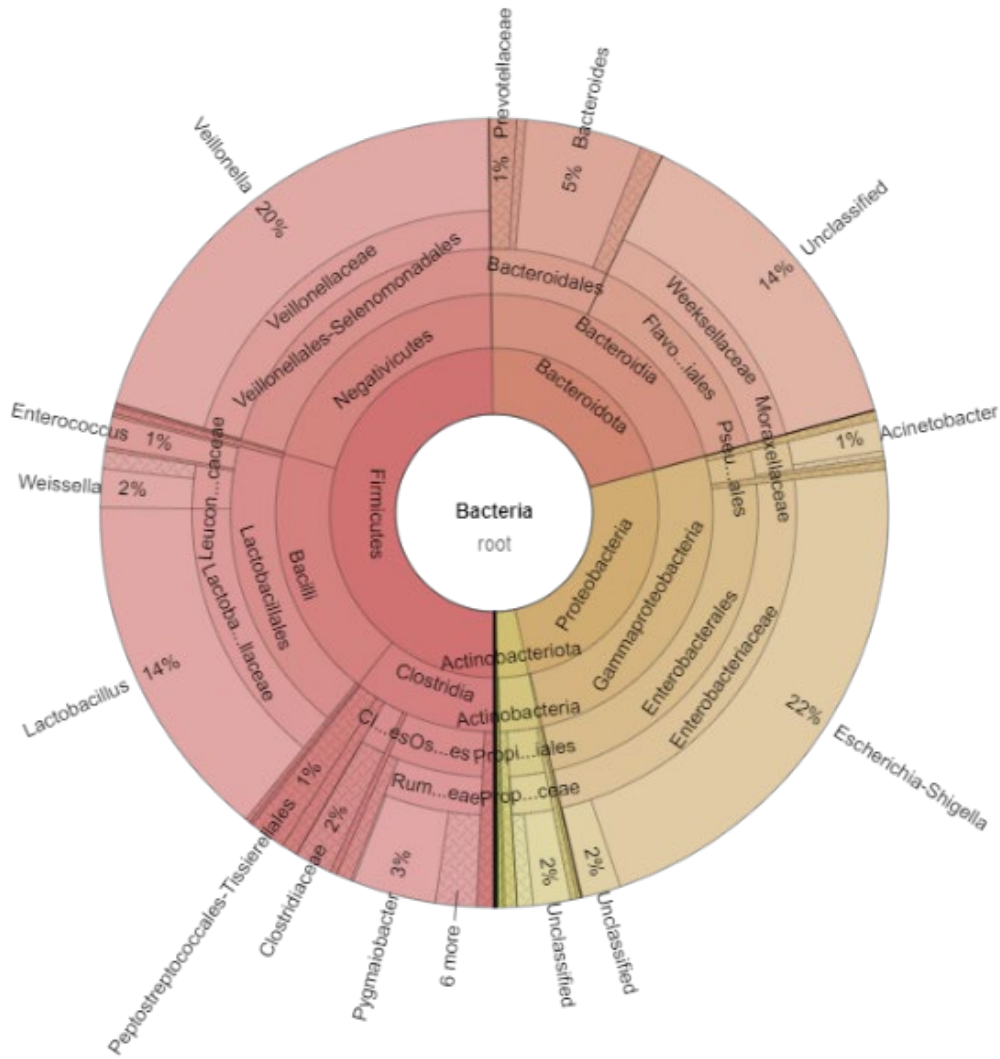 Prevotellaceae
1%
Bacteroides
5%
Unclassified
14%
Veillonella
20%
Veillonellaceae
Veillonellales-Selenomonadales
Negativicutes
Bacteroidales
Bacteroidia
Bacteroidota
Weeksellaceae
Flavo...iales
Moraxellaceae
Pseu...ales
Acinetobacter
1%
Enterococcus
1%
Weissella
2%
Leucon...caceae
Lactoba...llaceae
Lactobacillales
Bacilli
Firmicutes
Bacteria
root
Proteobacteria
Gammaproteobacteria
Enterobacterales
Enterobacteriaceae
22%
Escherichia-Shigella
Lactobacillus
14%
Actinobacteriota
Clostridia
Actinobacteria
Cl...es
Os...es
Propi...iales
Rum...eae
Prop...ceae
1%
Peptostreptococcales-Tissierellales
2%
Clostridiaceae
3%
Pygmaiobacter
6 more
2%
Unclassified
2%
Unclassified